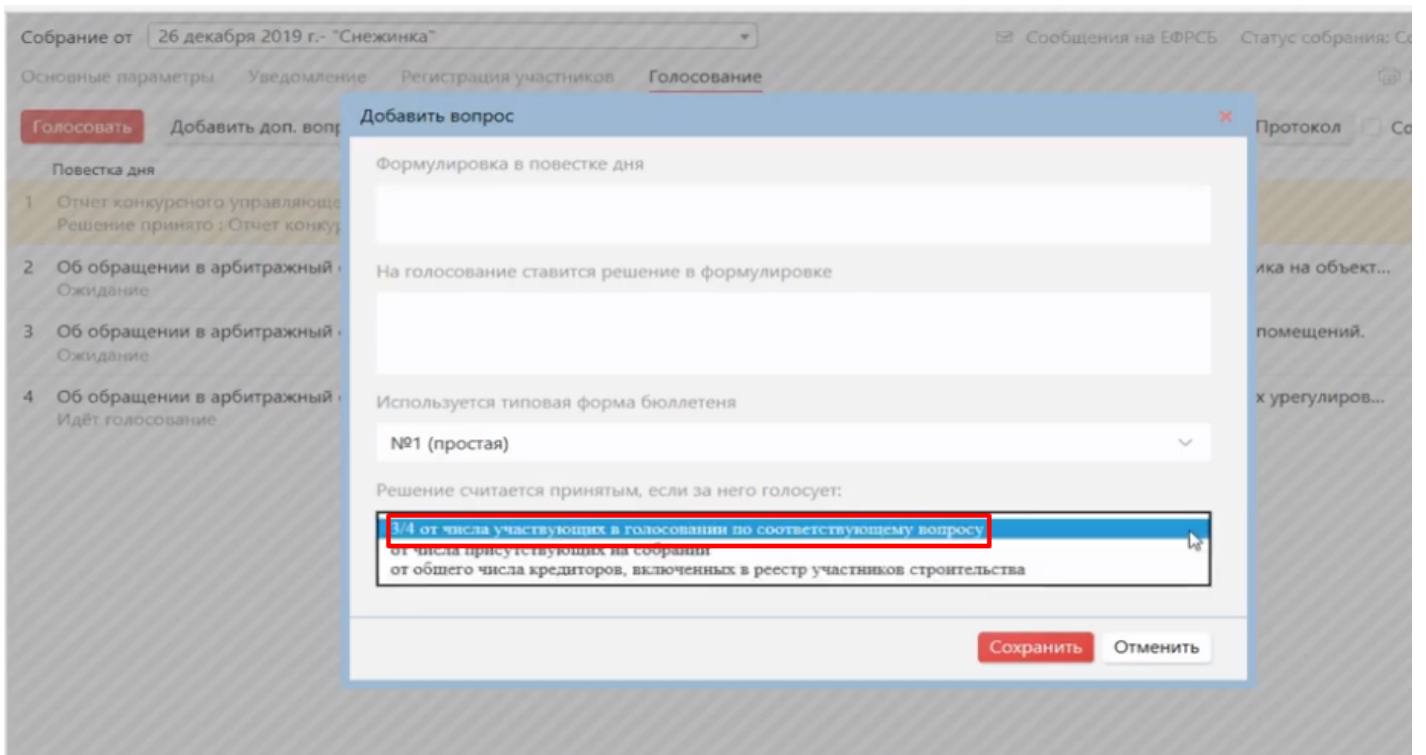 Собрание от 26 декабря 2019 г.- "Снежинка" Сообщения на ЕФРСБ Статус собрания: Со
Основные параметры Уведомление Регистрация участников Голосование
Голосовать Добавить доп. вопр
Протокол Со
Повестка дня
1 Отчет конкурсного управляюще
Решение принято : Отчет конкур
2 Об обращении в арбитражный
ика на объект...
Ожидание
3 Об обращении в арбитражный
помещений.
Ожидание
4 Об обращении в арбитражный
х урегулиров...
Идёт голосование
Добавить вопрос
Формулировка в повестке дня
На голосование ставится решение в формулировке
Используется типовая форма бюллетеня
№1 (простая)
Решение считается принятым, если за него голосует:
3/4 от числа участвующих в голосовании по соответствующему вопросу
от числа присутствующих на собрании
от общего числа кредиторов, включенных в реестр участников строительства
Сохранить Отменить